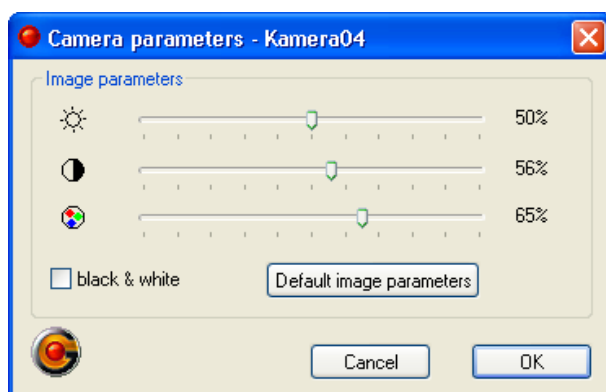 Camera parameters - Kamera04
Image parameters
50%
56%
65%
black & white
Default image parameters
Cancel
OK